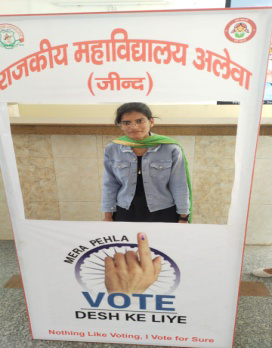 राजकीय महाविद्यालय अलेवा
(जीन्द)
MERA PEHLA
VOTE
DESH KE LIYE
Nothing Like Voting, I Vote for Sure